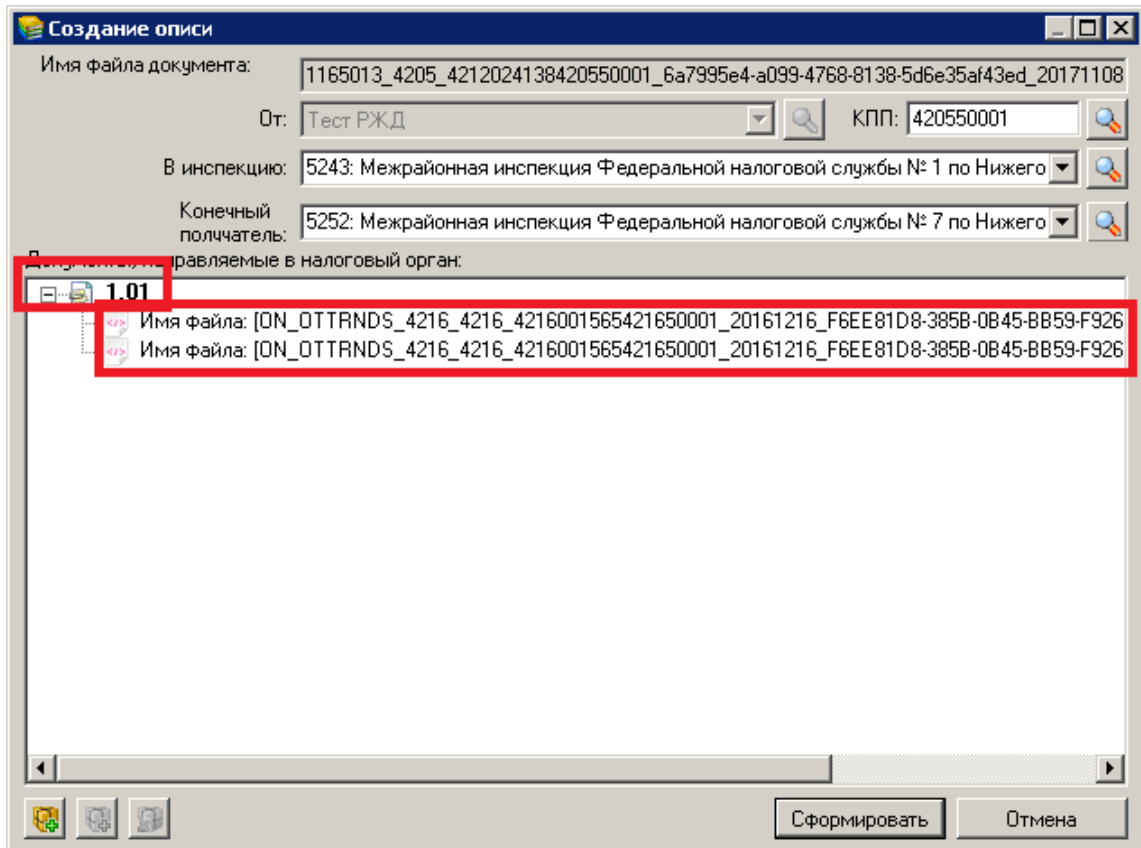 Создание описи
Имя файла документа: 1165013_4205_4212024138420550001_6a7995e4-a099-4768-8138-5d6e35af43ed_20171108
От: Тест РЖД КПП: 420550001
В инспекцию: 5243: Межрайонная инспекция Федеральной налоговой службы № 1 по Нижего
Конечный получатель: 5252: Межрайонная инспекция Федеральной налоговой службы № 7 по Нижего
Документы, направляемые в налоговый орган:
1.01
Имя файла: [ON_OTTRNDS_4216_4216_4216001565421650001_20161216_F6EE81D8-385B-0B45-BB59-F926
Имя файла: [ON_OTTRNDS_4216_4216_4216001565421650001_20161216_F6EE81D8-385B-0B45-BB59-F926
Сформировать Отмена